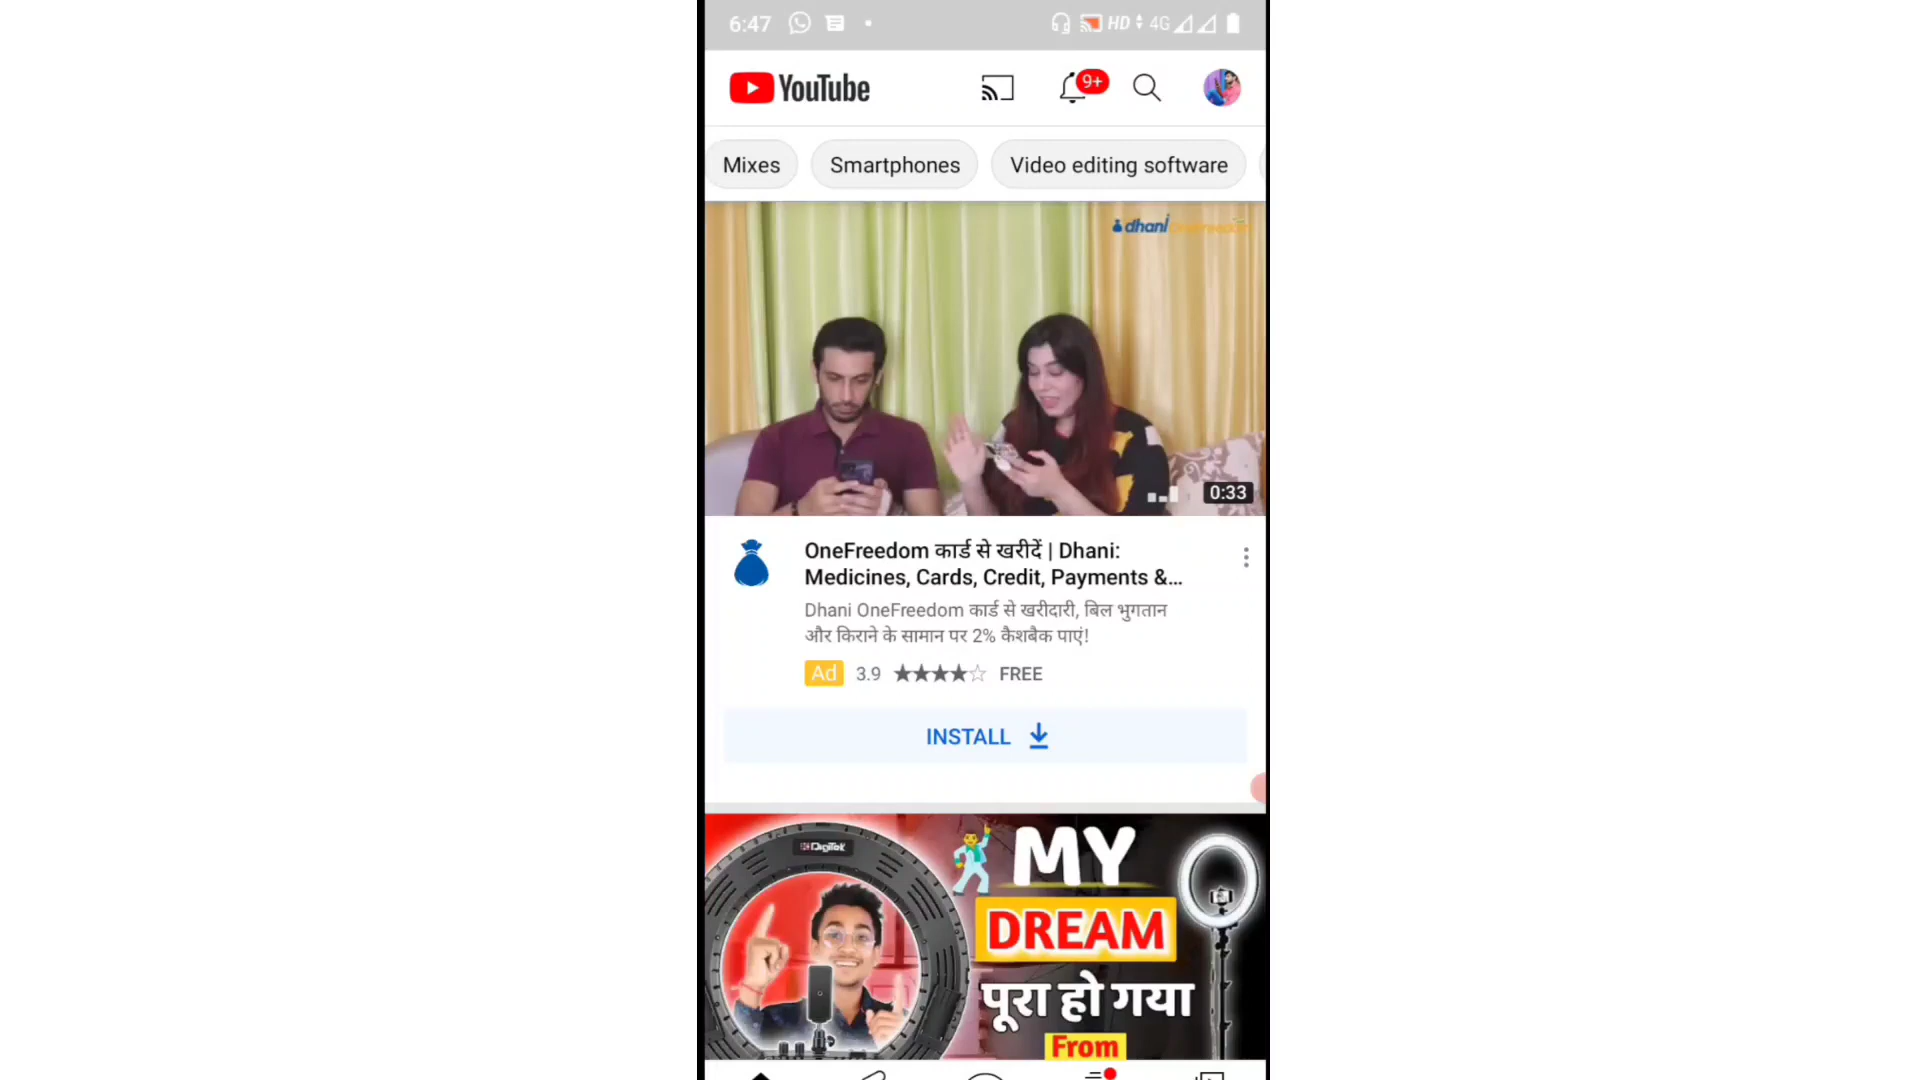 6:47 HD 4G
YouTube 9+
Mixes Smartphones Video editing software
dhani
0:33
OneFreedom कार्ड से खरीदें | Dhani:
Medicines, Cards, Credit, Payments &...
Dhani OneFreedom कार्ड से खरीदारी, बिल भुगतान
और किराने के सामान पर 2% कैशबैक पाएं!
Ad 3.9 ★★★★☆ FREE
INSTALL
DIGITEK
MY
DREAM
पूरा हो गया
From